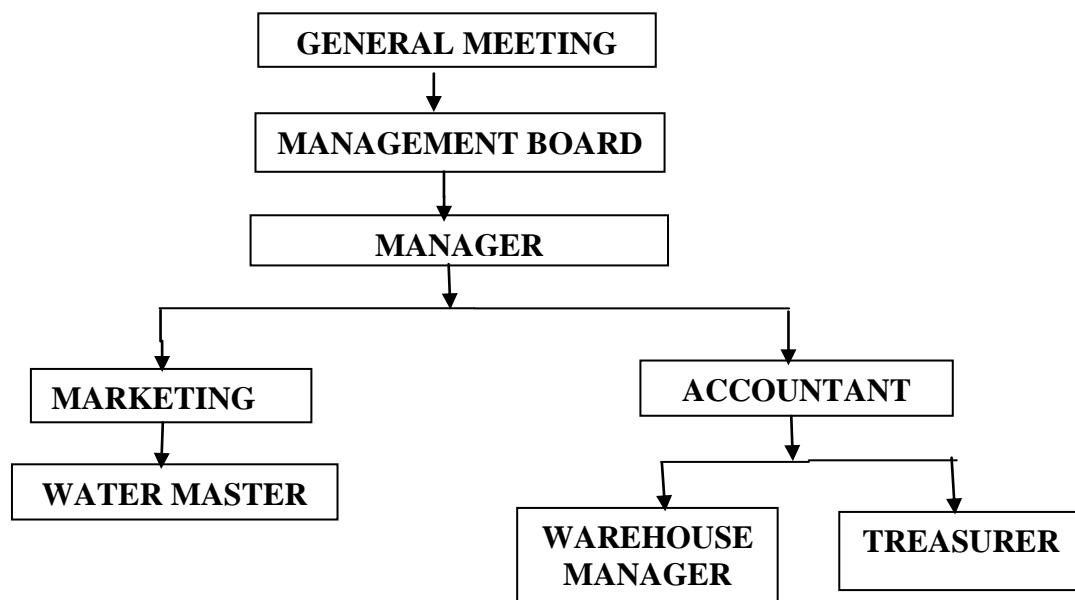 GENERAL MEETING
MANAGEMENT BOARD
MANAGER
MARKETING
ACCOUNTANT
WATER MASTER
WAREHOUSE
MANAGER
TREASURER